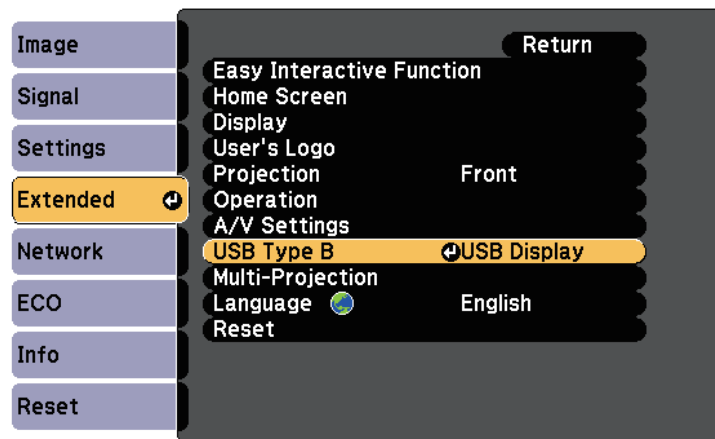 Image
Signal
Settings
Extended
Network
ECO
Info
Reset
Return
Easy Interactive Function
Home Screen
Display
User's Logo
Projection Front
Operation
A/V Settings
USB Type B USB Display
Multi-Projection
Language English
Reset